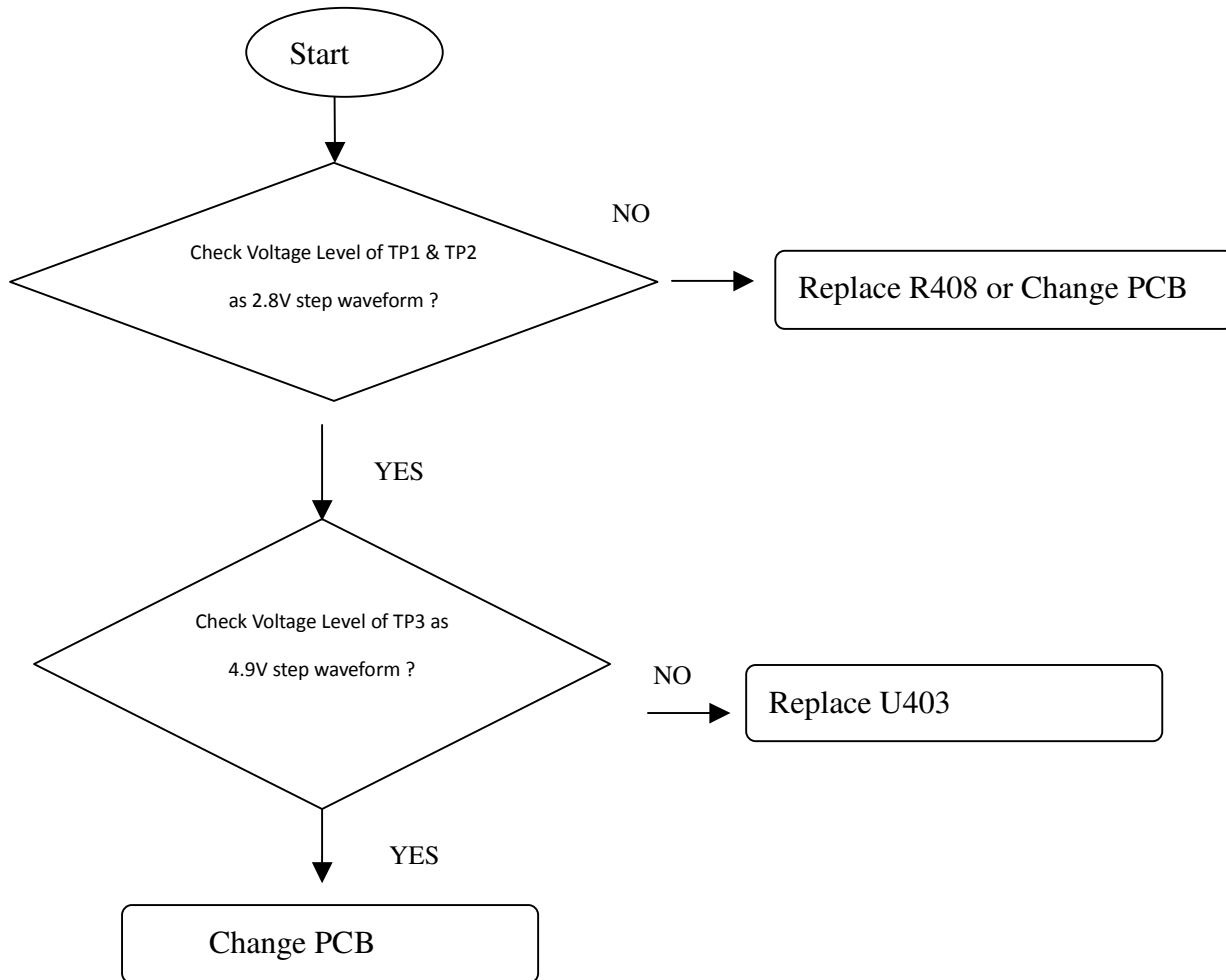 Start
Check Voltage Level of TP1 & TP2
as 2.8V step waveform ?
NO
Replace R408 or Change PCB
YES
Check Voltage Level of TP3 as
4.9V step waveform ?
NO
Replace U403
YES
Change PCB